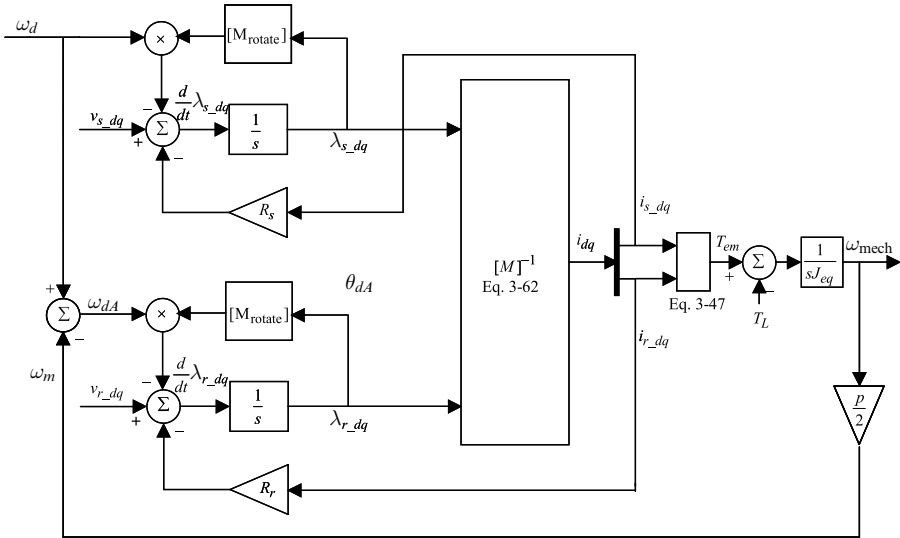 ω_d
×
[M_rotate]
−
d/dt λ_s_dq
v_s_dq
Σ
+
−
1/s
λ_s_dq
R_s
i_s_dq
i_dq
[M]^−1
Eq. 3-62
T_em
+
Σ
−
T_L
1/(sJ_eq)
ω_mech
Eq. 3-47
θ_dA
[M_rotate]
+
Σ
−
ω_dA
×
i_r_dq
ω_m
−
d/dt λ_r_dq
v_r_dq
Σ
+
−
1/s
λ_r_dq
p/2
R_r